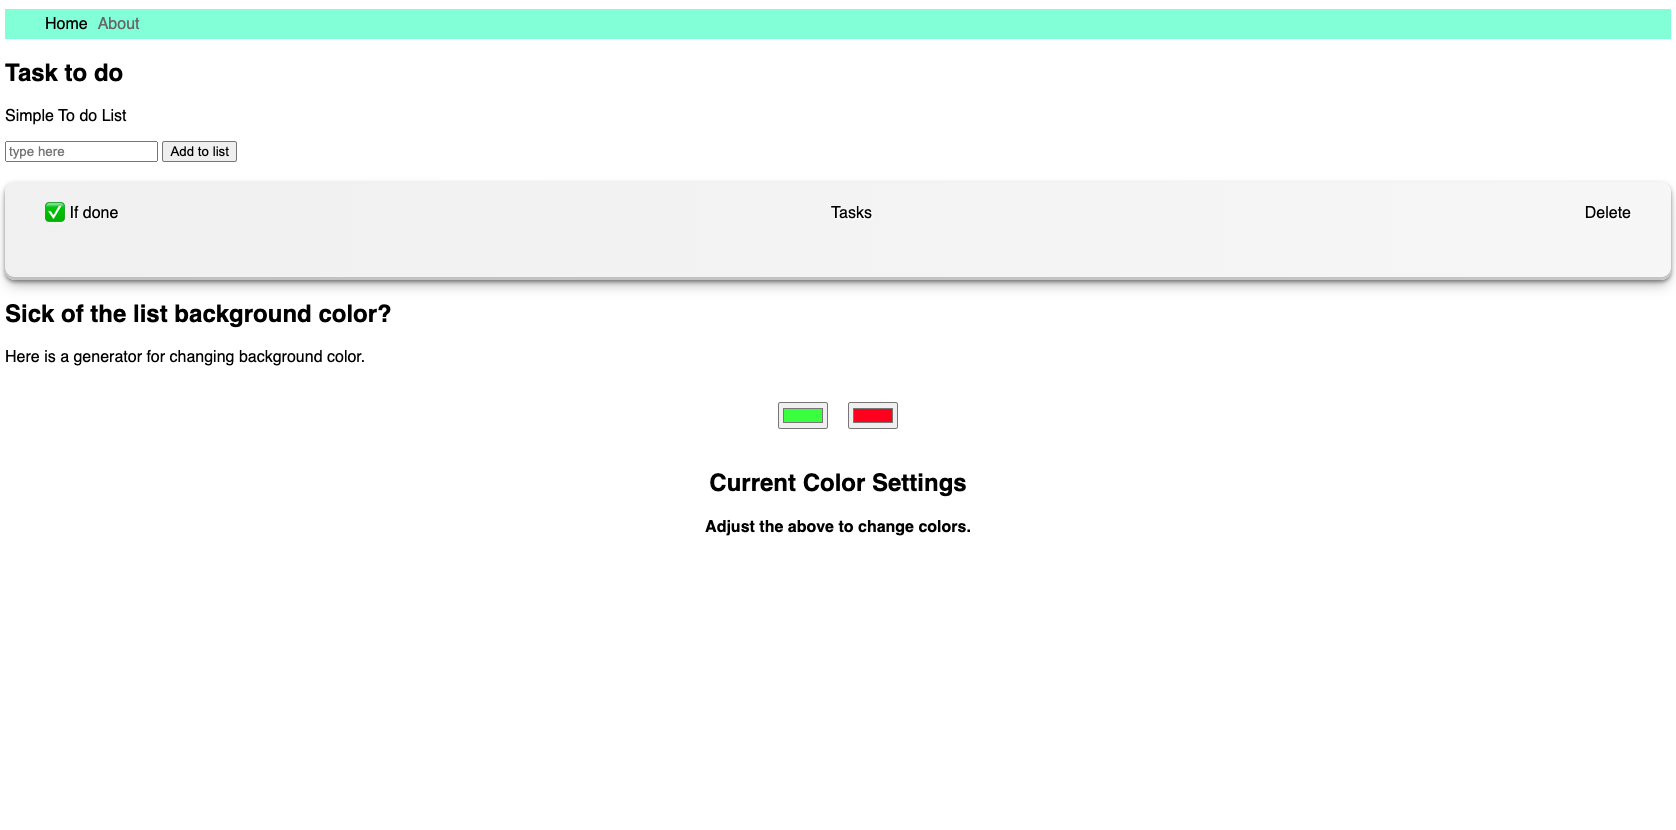 Home About
Task to do
Simple To do List
type here Add to list
✅ If done Tasks Delete
Sick of the list background color?
Here is a generator for changing background color.
Current Color Settings
Adjust the above to change colors.